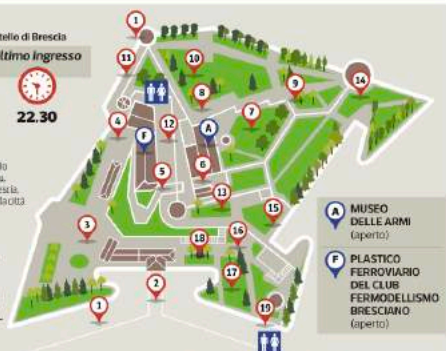 tello di Brescia
ltimo ingresso
22.30
1
11
10
8
9
14
7
4
F
12
A
6
5
13
15
3
18
16
17
1
2
19
A MUSEO
DELLE ARMI
(aperto)
F PLASTICO
FERROVIARIO
DEL CLUB
FERMODELLISMO
BRESCIANO
(aperto)